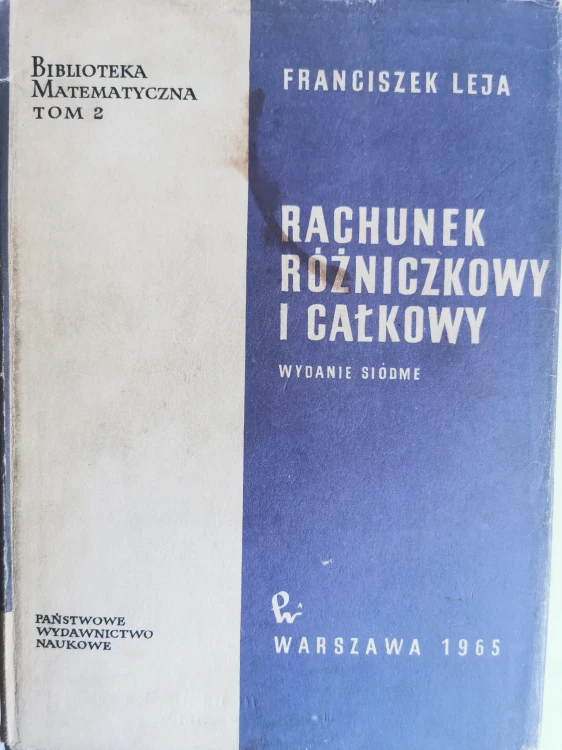 BIBLIOTEKA
MATEMATYCZNA
TOM 2
FRANCISZEK LEJA
RACHUNEK
RÓŻNICZKOWY
I CAŁKOWY
WYDANIE SIÓDME
PAŃSTWOWE
WYDAWNICTWO
NAUKOWE
WARSZAWA 1965